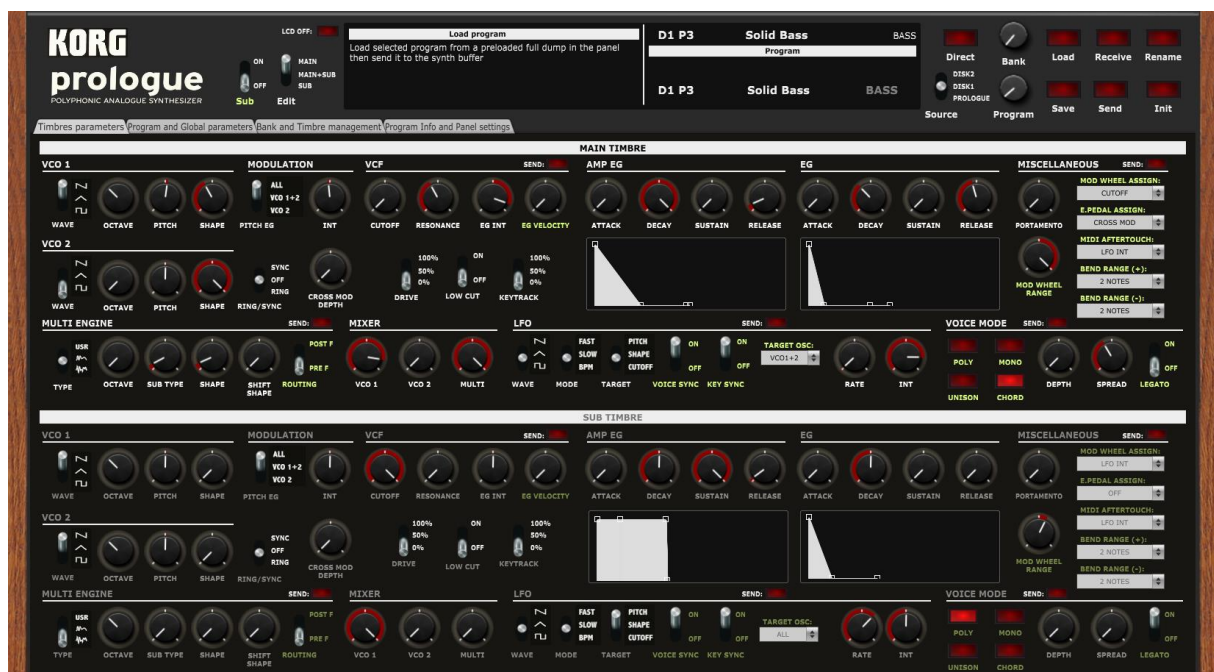 KORG
prologue
POLYPHONIC ANALOGUE SYNTHESIZER
LCD OFF:
ON
OFF
Sub
MAIN
MAIN+SUB
SUB
Edit
Load program
Load selected program from a preloaded full dump in the panel
then send it to the synth buffer
D1 P3 Solid Bass BASS
Program
D1 P3 Solid Bass BASS
Direct
Bank
Load
Receive
Rename
DISK2
DISK1
PROLOGUE
Source
Program
Save
Send
Init
Timbres parameters
Program and Global parameters
Bank and Timbre management
Program Info and Panel settings
MAIN TIMBRE
VCO 1
WAVE OCTAVE PITCH SHAPE
MODULATION
ALL
VCO 1+2
VCO 2
PITCH EG INT
VCF SEND:
CUTOFF RESONANCE EG INT EG VELOCITY
AMP EG
ATTACK DECAY SUSTAIN RELEASE
EG
ATTACK DECAY SUSTAIN RELEASE
MISCELLANEOUS SEND:
PORTAMENTO
MOD WHEEL ASSIGN:
CUTOFF
E.PEDAL ASSIGN:
CROSS MOD
MIDI AFTERTOUCH:
LFO INT
BEND RANGE (+):
2 NOTES
BEND RANGE (-):
2 NOTES
MOD WHEEL
RANGE
VCO 2
WAVE OCTAVE PITCH SHAPE
SYNC
OFF
RING
RING/SYNC
CROSS MOD
DEPTH
100%
50%
0%
DRIVE
ON
OFF
LOW CUT
100%
50%
0%
KEYTRACK
MULTI ENGINE SEND:
USR
TYPE OCTAVE SUB TYPE SHAPE
SHIFT
SHAPE
POST F
PRE F
ROUTING
MIXER
VCO 1 VCO 2 MULTI
LFO SEND:
WAVE
FAST
SLOW
BPM
MODE
PITCH
SHAPE
CUTOFF
TARGET
ON
OFF
VOICE SYNC
ON
OFF
KEY SYNC
TARGET OSC:
VCO1+2
RATE INT
VOICE MODE SEND:
POLY MONO
UNISON CHORD
DEPTH SPREAD
ON
OFF
LEGATO
SUB TIMBRE
VCO 1
WAVE OCTAVE PITCH SHAPE
MODULATION
ALL
VCO 1+2
VCO 2
PITCH EG INT
VCF SEND:
CUTOFF RESONANCE EG INT EG VELOCITY
AMP EG
ATTACK DECAY SUSTAIN RELEASE
EG
ATTACK DECAY SUSTAIN RELEASE
MISCELLANEOUS SEND:
PORTAMENTO
MOD WHEEL ASSIGN:
LFO INT
E.PEDAL ASSIGN:
OFF
MIDI AFTERTOUCH:
LFO INT
BEND RANGE (+):
2 NOTES
BEND RANGE (-):
2 NOTES
MOD WHEEL
RANGE
VCO 2
WAVE OCTAVE PITCH SHAPE
SYNC
OFF
RING
RING/SYNC
CROSS MOD
DEPTH
100%
50%
0%
DRIVE
ON
OFF
LOW CUT
100%
50%
0%
KEYTRACK
MULTI ENGINE SEND:
USR
TYPE OCTAVE SUB TYPE SHAPE
SHIFT
SHAPE
POST F
PRE F
ROUTING
MIXER
VCO 1 VCO 2 MULTI
LFO SEND:
WAVE
FAST
SLOW
BPM
MODE
PITCH
SHAPE
CUTOFF
TARGET
ON
OFF
VOICE SYNC
ON
OFF
KEY SYNC
TARGET OSC:
ALL
RATE INT
VOICE MODE SEND:
POLY MONO
UNISON CHORD
DEPTH SPREAD
ON
OFF
LEGATO